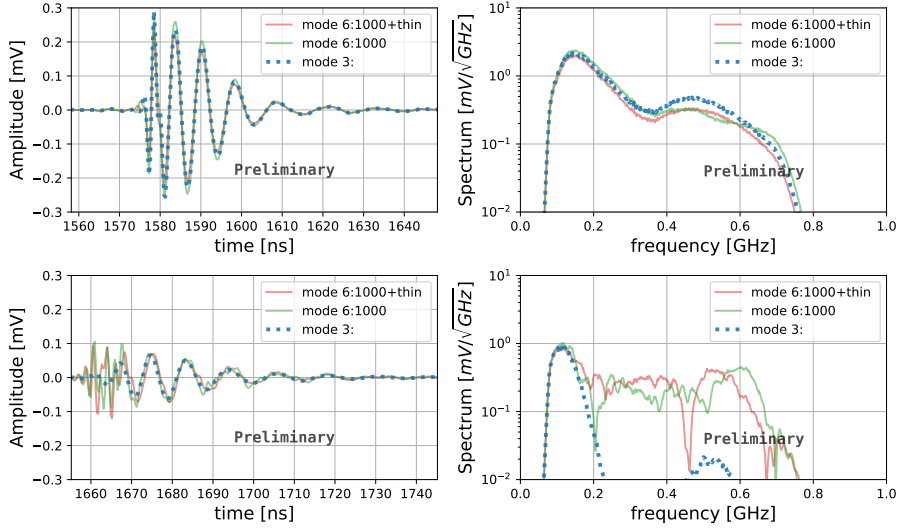 Amplitude [mV]
0.3
0.2
0.1
0.0
−0.1
−0.2
−0.3
mode 6:1000+thin
mode 6:1000
mode 3:
Preliminary
1560 1570 1580 1590 1600 1610 1620 1630 1640
time [ns]
Spectrum [mV/√GHz]
10¹
10⁰
10⁻¹
10⁻²
mode 6:1000+thin
mode 6:1000
mode 3:
Preliminary
0.0 0.2 0.4 0.6 0.8 1.0
frequency [GHz]
Amplitude [mV]
0.3
0.2
0.1
0.0
−0.1
−0.2
−0.3
mode 6:1000+thin
mode 6:1000
mode 3:
Preliminary
1660 1670 1680 1690 1700 1710 1720 1730 1740
time [ns]
Spectrum [mV/√GHz]
10¹
10⁰
10⁻¹
10⁻²
mode 6:1000+thin
mode 6:1000
mode 3:
Preliminary
0.0 0.2 0.4 0.6 0.8 1.0
frequency [GHz]